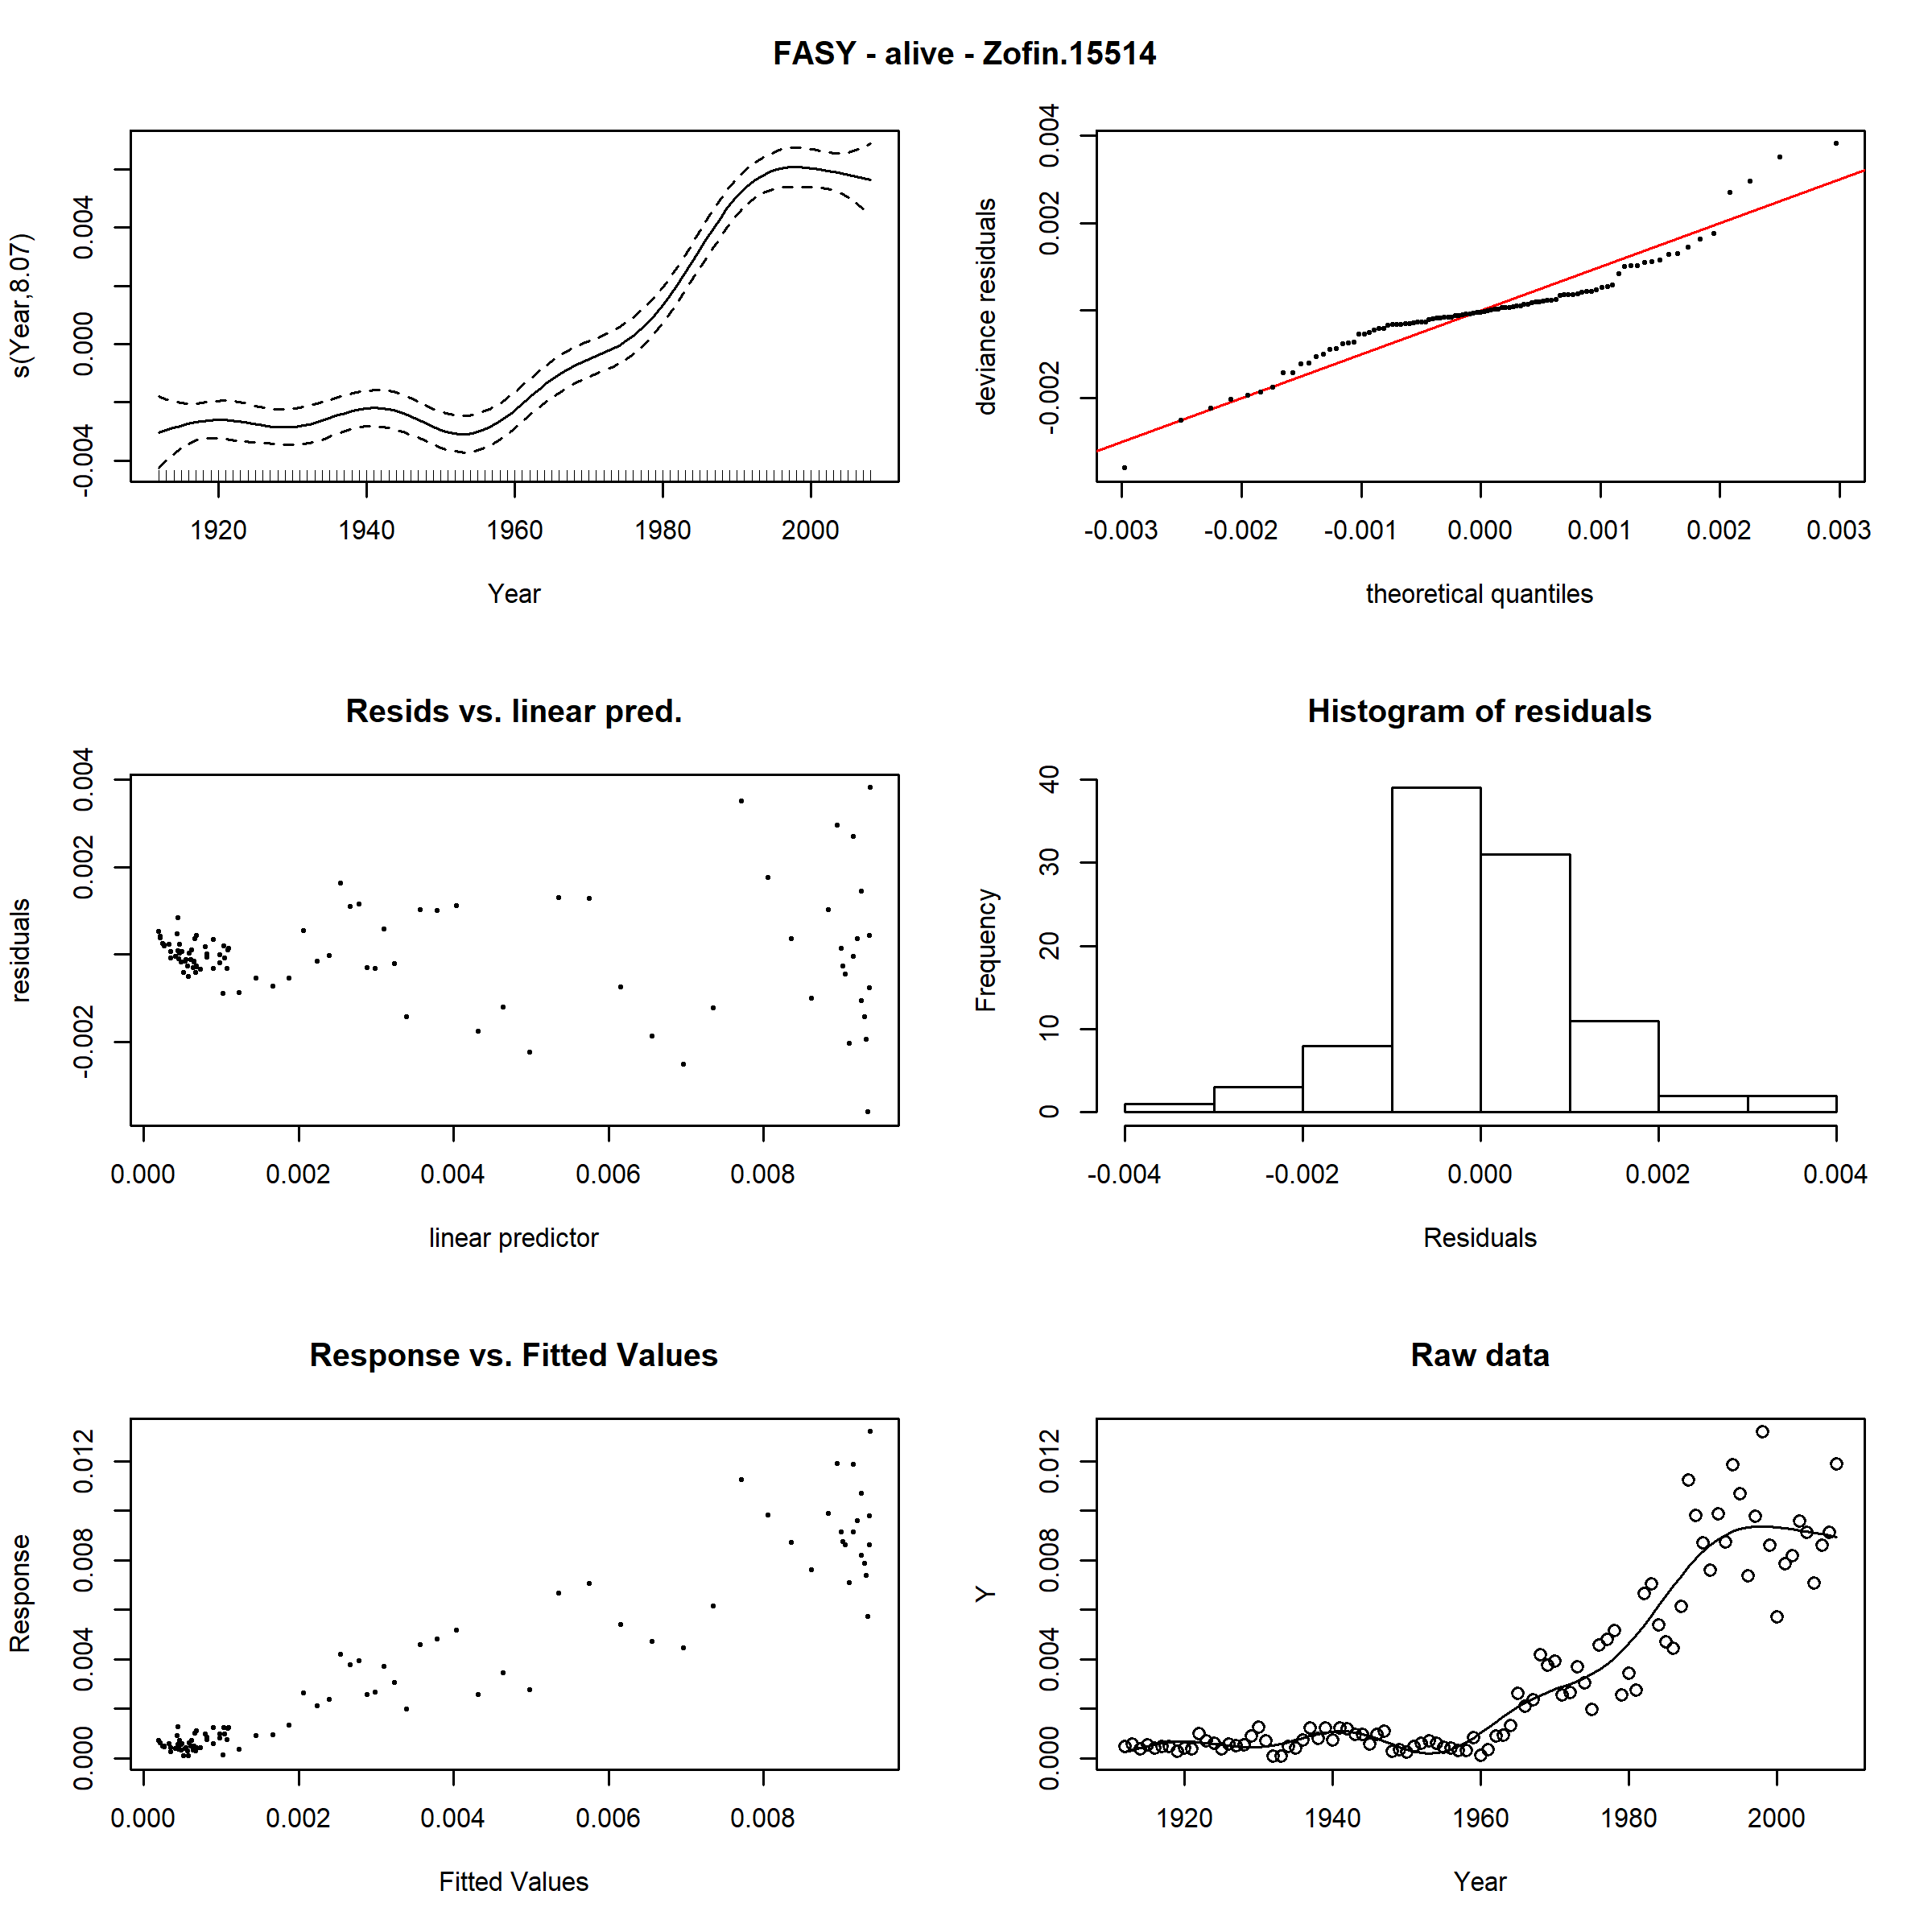 FASY - alive - Zofin.15514
s(Year,8.07)
-0.004 0.000 0.004
1920 1940 1960 1980 2000
Year
deviance residuals
-0.002 0.002 0.004
-0.003 -0.002 -0.001 0.000 0.001 0.002 0.003
theoretical quantiles
Resids vs. linear pred.
residuals
-0.002 0.002 0.004
0.000 0.002 0.004 0.006 0.008
linear predictor
Histogram of residuals
Frequency
0 10 20 30 40
-0.004 -0.002 0.000 0.002 0.004
Residuals
Response vs. Fitted Values
Response
0.000 0.004 0.008 0.012
0.000 0.002 0.004 0.006 0.008
Fitted Values
Raw data
Y
0.000 0.004 0.008 0.012
1920 1940 1960 1980 2000
Year